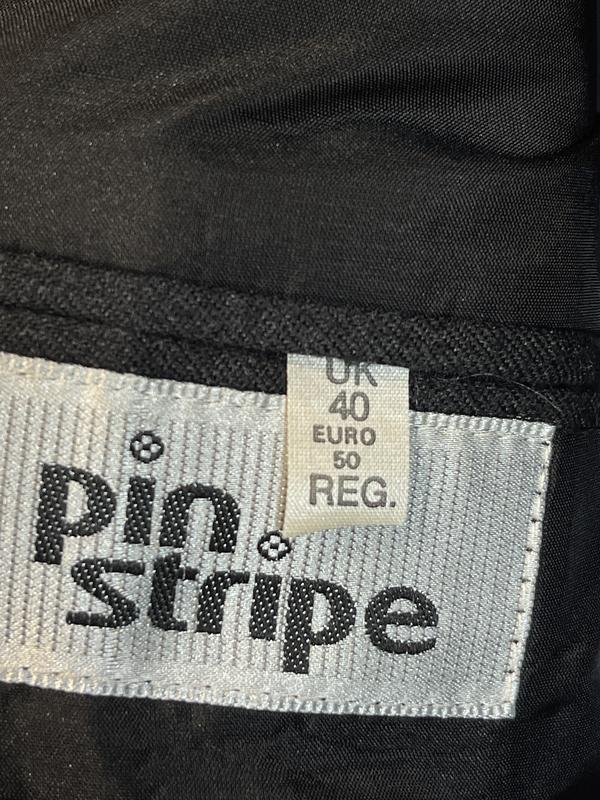 UK
40
EURO
50
REG.
pin
stripe